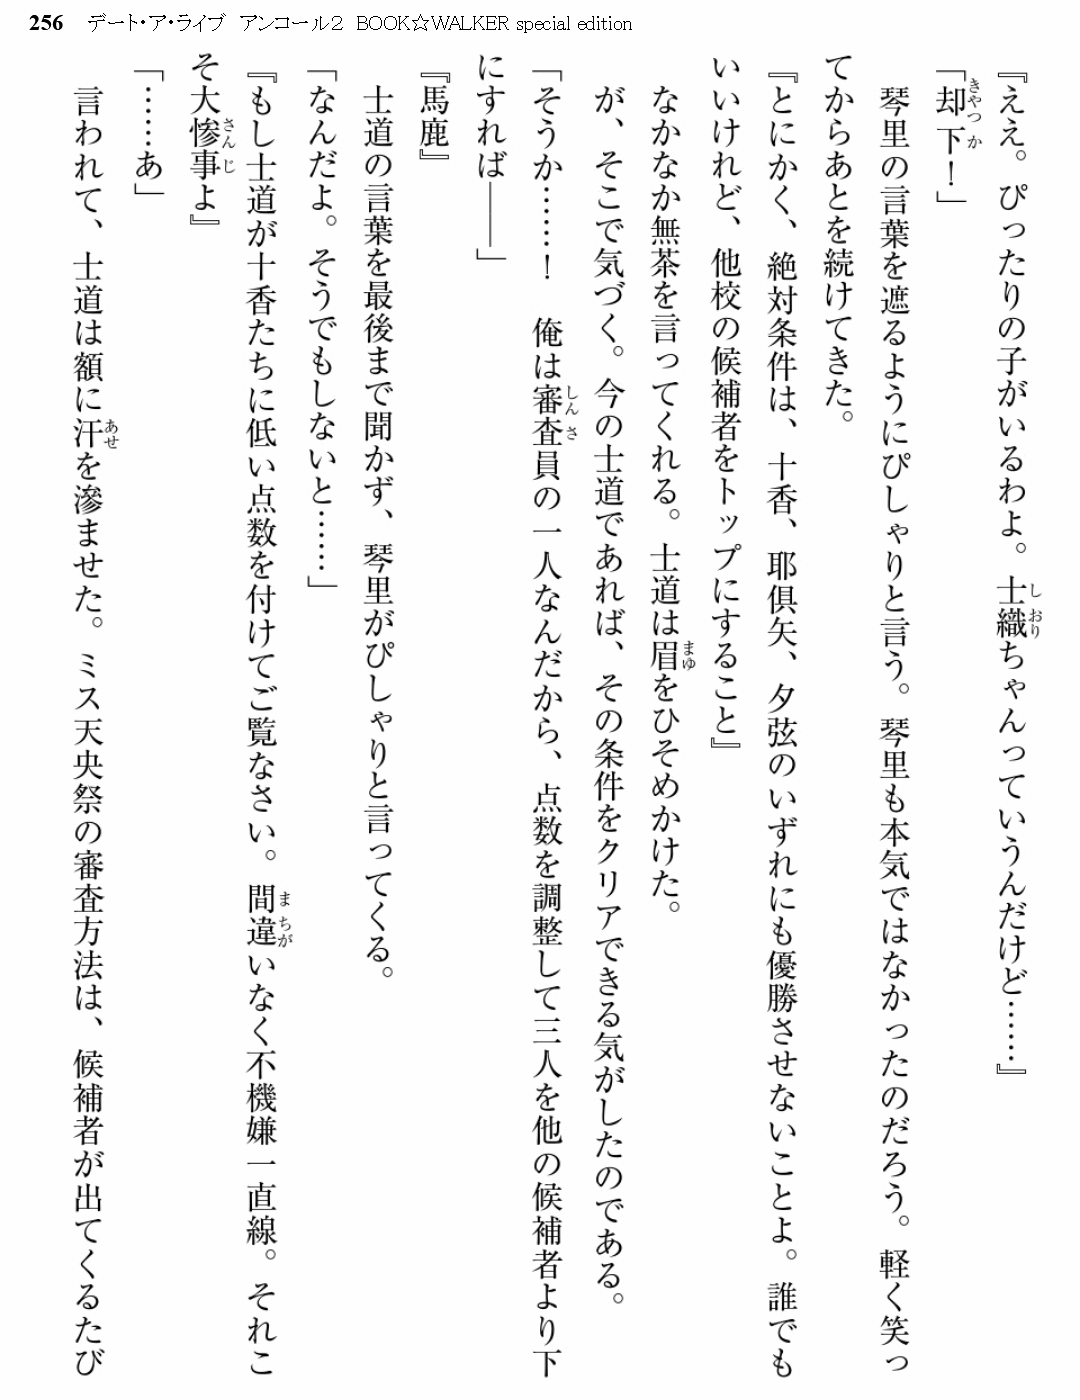 256 デート・ア・ライブ アンコール2 BOOK☆WALKER special edition
『ええ。ぴったりの子がいるわよ。士織ちゃんっていうんだけど……』
「却下！」
　琴里の言葉を遮るようにぴしゃりと言う。琴里も本気ではなかったのだろう。軽く笑っ
てからあとを続けてきた。
『とにかく、絶対条件は、十香、耶倶矢、夕弦のいずれにも優勝させないことよ。誰でも
いいけれど、他校の候補者をトップにすること』
　なかなか無茶を言ってくれる。士道は眉をひそめかけた。
　が、そこで気づく。今の士道であれば、その条件をクリアできる気がしたのである。
「そうか……！　俺は審査員の一人なんだから、点数を調整して三人を他の候補者より下
にすれば――」
『馬鹿』
　士道の言葉を最後まで聞かず、琴里がぴしゃりと言ってくる。
「なんだよ。そうでもしないと……」
『もし士道が十香たちに低い点数を付けてご覧なさい。間違いなく不機嫌一直線。それこ
そ大惨事よ』
「……あ」
　言われて、士道は額に汗を滲ませた。ミス天央祭の審査方法は、候補者が出てくるたび